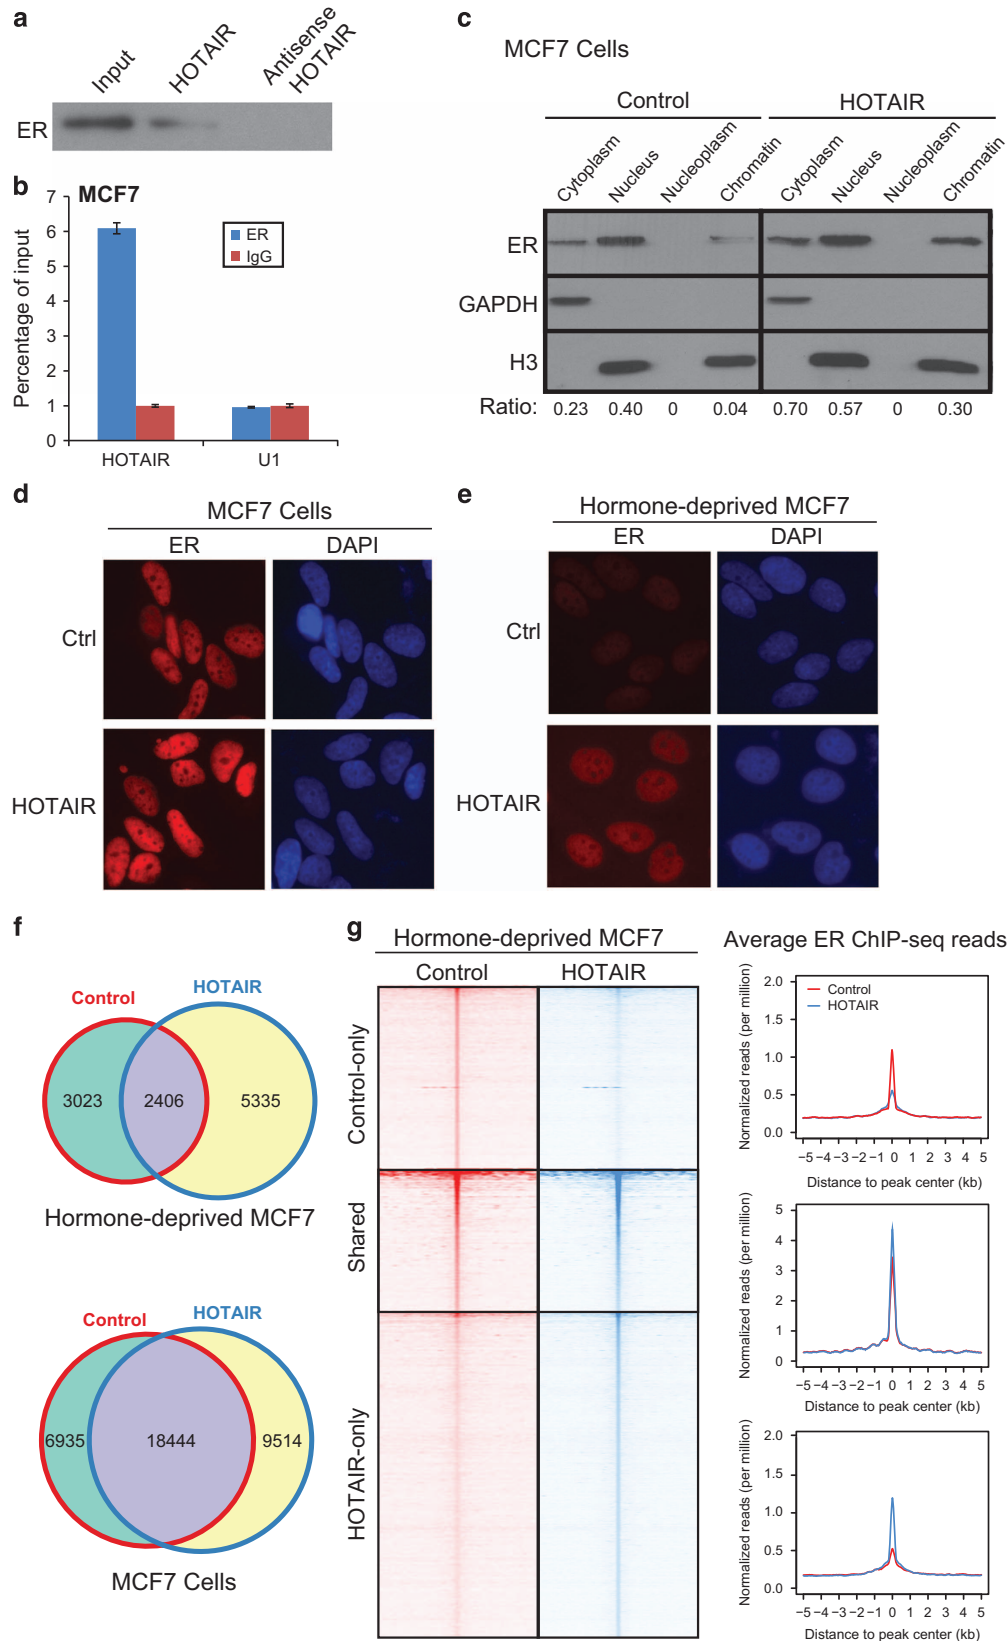 a
Input
HOTAIR
Antisense
HOTAIR
ER
b
MCF7
Percentage of input
7
6
5
4
3
2
1
0
ER
IgG
HOTAIR
U1
c
MCF7 Cells
Control
HOTAIR
Cytoplasm
Nucleus
Nucleoplasm
Chromatin
Cytoplasm
Nucleus
Nucleoplasm
Chromatin
ER
GAPDH
H3
Ratio: 0.23 0.40 0 0.04 0.70 0.57 0 0.30
d
MCF7 Cells
ER
DAPI
Ctrl
HOTAIR
e
Hormone-deprived MCF7
ER
DAPI
Ctrl
HOTAIR
f
Control
HOTAIR
3023
2406
5335
Hormone-deprived MCF7
Control
HOTAIR
6935
18444
9514
MCF7 Cells
g
Hormone-deprived MCF7
Control
HOTAIR
Control-only
Shared
HOTAIR-only
Average ER ChIP-seq reads
Normalized reads (per million)
2.0
1.5
1.0
0.5
0.0
Control
HOTAIR
−5 −4 −3 −2 −1 0 1 2 3 4 5
Distance to peak center (kb)
Normalized reads (per million)
5
4
3
2
1
0
−5 −4 −3 −2 −1 0 1 2 3 4 5
Distance to peak center (kb)
Normalized reads (per million)
2.0
1.5
1.0
0.5
0.0
−5 −4 −3 −2 −1 0 1 2 3 4 5
Distance to peak center (kb)